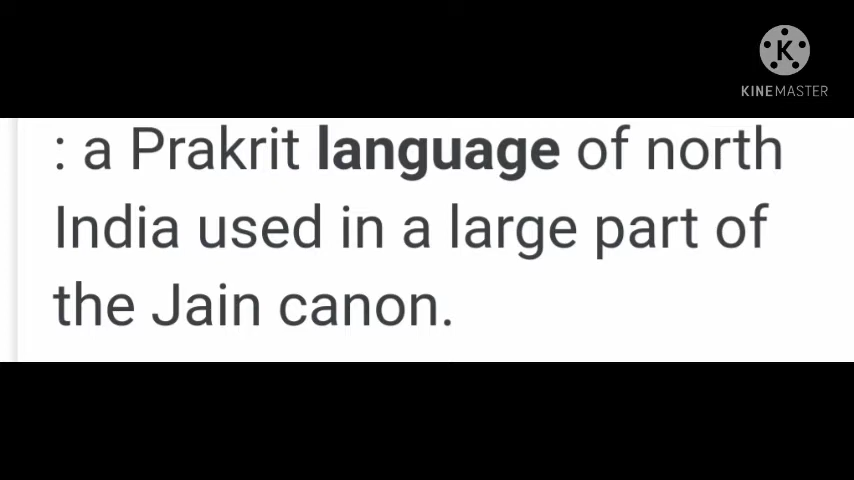 KINEMASTER
: a Prakrit language of north
India used in a large part of
the Jain canon.